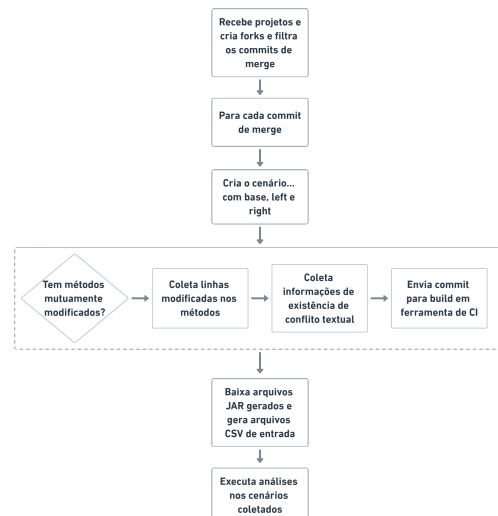 Recebe projetos e
cria forks e filtra
os commits de
merge
Para cada commit
de merge
Cria o cenário...
com base, left e
right
Tem métodos
mutuamente
modificados?
Coleta linhas
modificadas nos
métodos
Coleta
informações de
existência de
conflito textual
Envia commit
para build em
ferramenta de CI
Baixa arquivos
JAR gerados e
gera arquivos
CSV de entrada
Executa análises
nos cenários
coletados